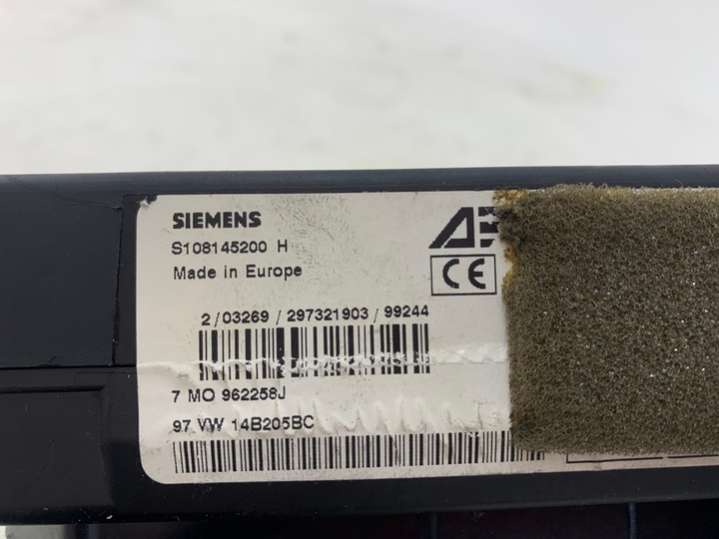 SIEMENS
S108145200 H
Made in Europe
CE
2/03269 / 297321903 / 99244
7 MO 962258J
97 VW 14B205BC